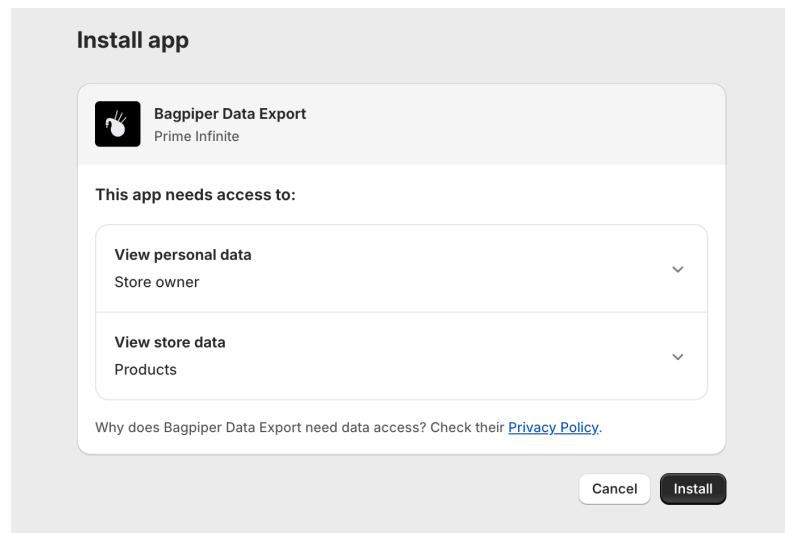 Install app
Bagpiper Data Export
Prime Infinite
This app needs access to:
View personal data
Store owner
View store data
Products
Why does Bagpiper Data Export need data access? Check their Privacy Policy.
Cancel
Install